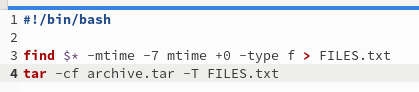 1 #!/bin/bash
2
3 find $* -mtime -7 mtime +0 -type f > FILES.txt
4 tar -cf archive.tar -T FILES.txt